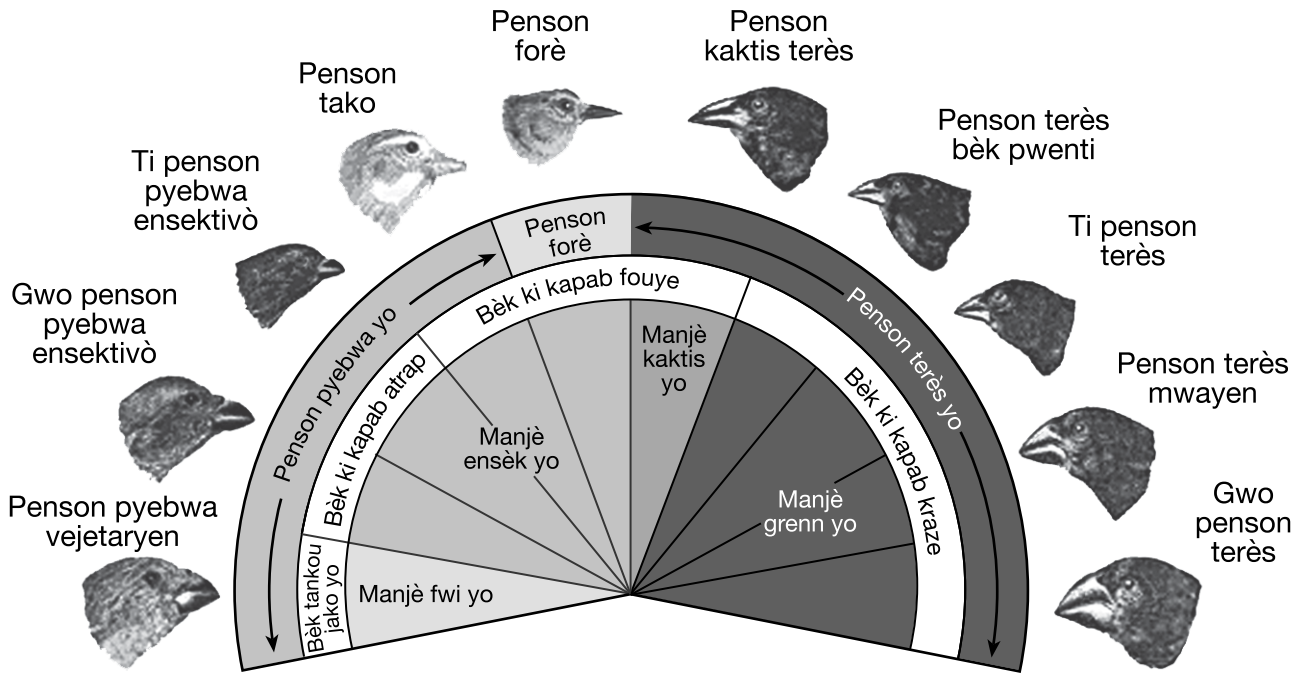 Penson
forè
Penson
kaktis terès
Penson
tako
Penson terès
bèk pwenti
Ti penson
pyebwa
ensektivò
Ti penson
terès
Gwo penson
pyebwa
ensektivò
Penson terès
mwayen
Penson pyebwa
vejetaryen
Gwo
penson
terès
Penson pyebwa yo
Penson
forè
Penson terès yo
Bèk ki kapab fouye
Bèk ki kapab atrap
Bèk ki kapab kraze
Bèk tankou
jako yo
Manjè
kaktis
yo
Manjè
ensèk yo
Manjè
grenn yo
Manjè fwi yo